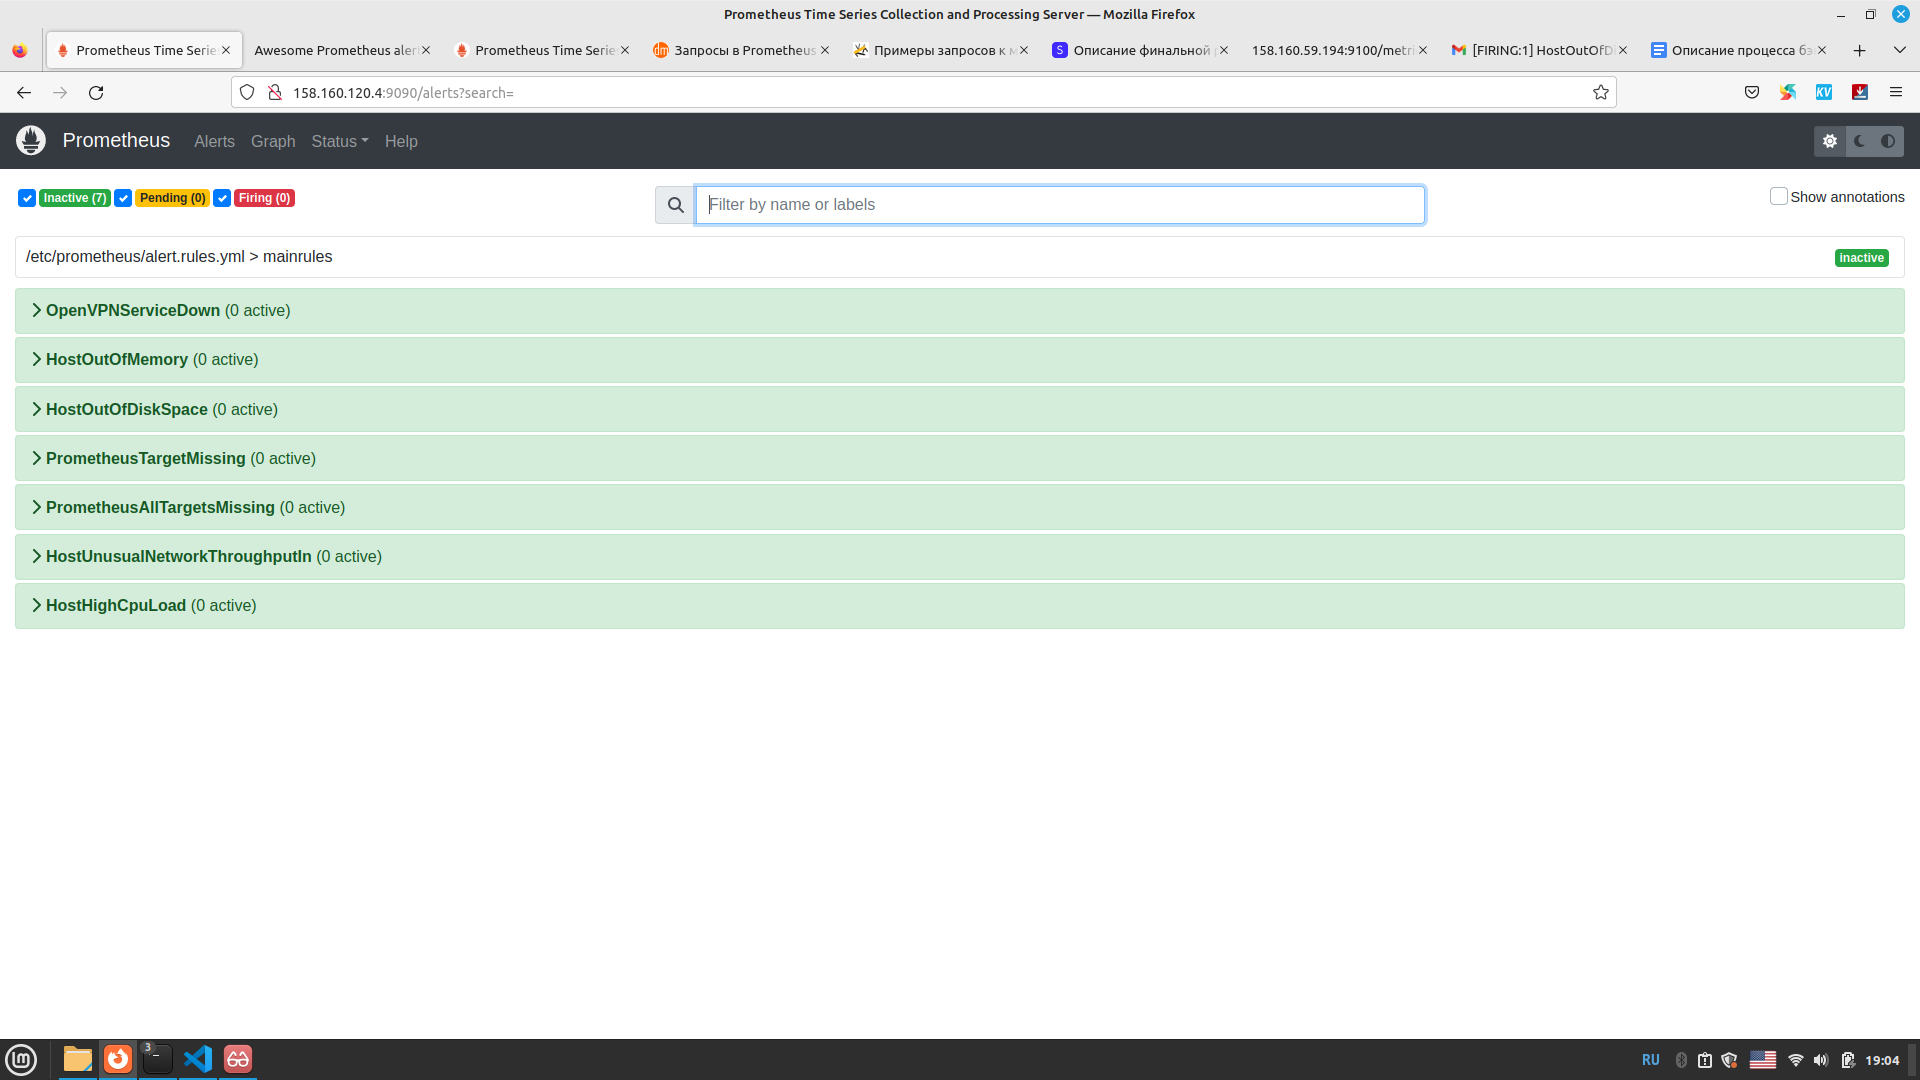 Prometheus Time Series Collection and Processing Server — Mozilla Firefox
Prometheus Time Serie
Awesome Prometheus aler
Prometheus Time Serie
Запросы в Prometheus
Примеры запросов к м
Описание финальной р
158.160.59.194:9100/metri
[FIRING:1] HostOutOfD
Описание процесса бэ
158.160.120.4:9090/alerts?search=
KV
Prometheus Alerts Graph Status Help
Inactive (7) Pending (0) Firing (0)
Filter by name or labels
Show annotations
/etc/prometheus/alert.rules.yml > mainrules
inactive
OpenVPNServiceDown (0 active)
HostOutOfMemory (0 active)
HostOutOfDiskSpace (0 active)
PrometheusTargetMissing (0 active)
PrometheusAllTargetsMissing (0 active)
HostUnusualNetworkThroughputIn (0 active)
HostHighCpuLoad (0 active)
3
RU
19:04